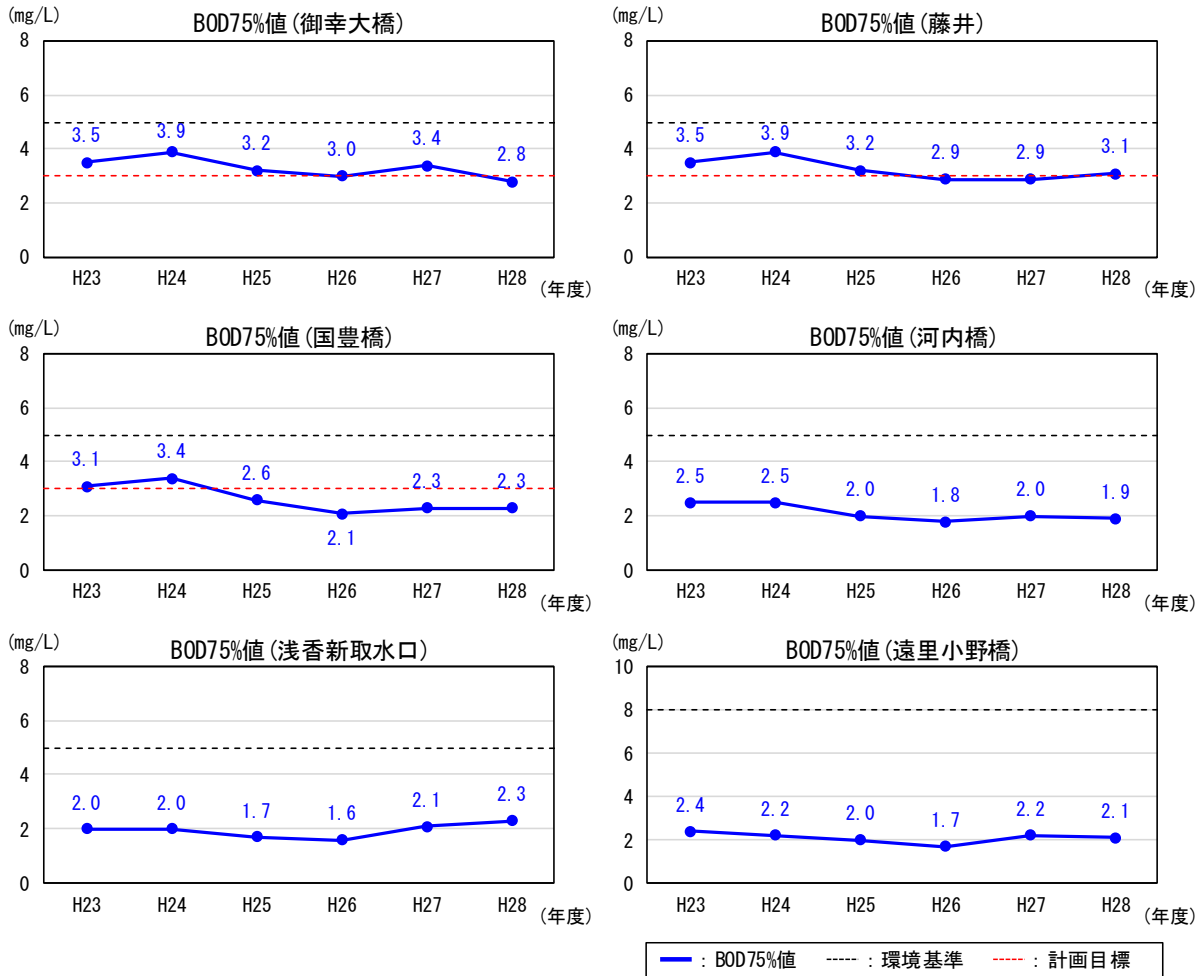 (mg/L)
BOD75%値(御幸大橋)
8
6
4
2
0
3.5
3.9
3.2
3.0
3.4
2.8
H23 H24 H25 H26 H27 H28
(年度)
BOD75%値(藤井)
8
6
4
2
0
3.5
3.9
3.2
2.9
2.9
3.1
H23 H24 H25 H26 H27 H28
(年度)
(mg/L)
BOD75%値(国豊橋)
8
6
4
2
0
3.1
3.4
2.6
2.1
2.3
2.3
H23 H24 H25 H26 H27 H28
(年度)
(mg/L)
BOD75%値(河内橋)
8
6
4
2
0
2.5
2.5
2.0
1.8
2.0
1.9
H23 H24 H25 H26 H27 H28
(年度)
(mg/L)
BOD75%値(浅香新取水口)
8
6
4
2
0
2.0
2.0
1.7
1.6
2.1
2.3
H23 H24 H25 H26 H27 H28
(年度)
(mg/L)
BOD75%値(遠里小野橋)
10
8
6
4
2
0
2.4
2.2
2.0
1.7
2.2
2.1
H23 H24 H25 H26 H27 H28
(年度)
:BOD75%値 :環境基準 :計画目標